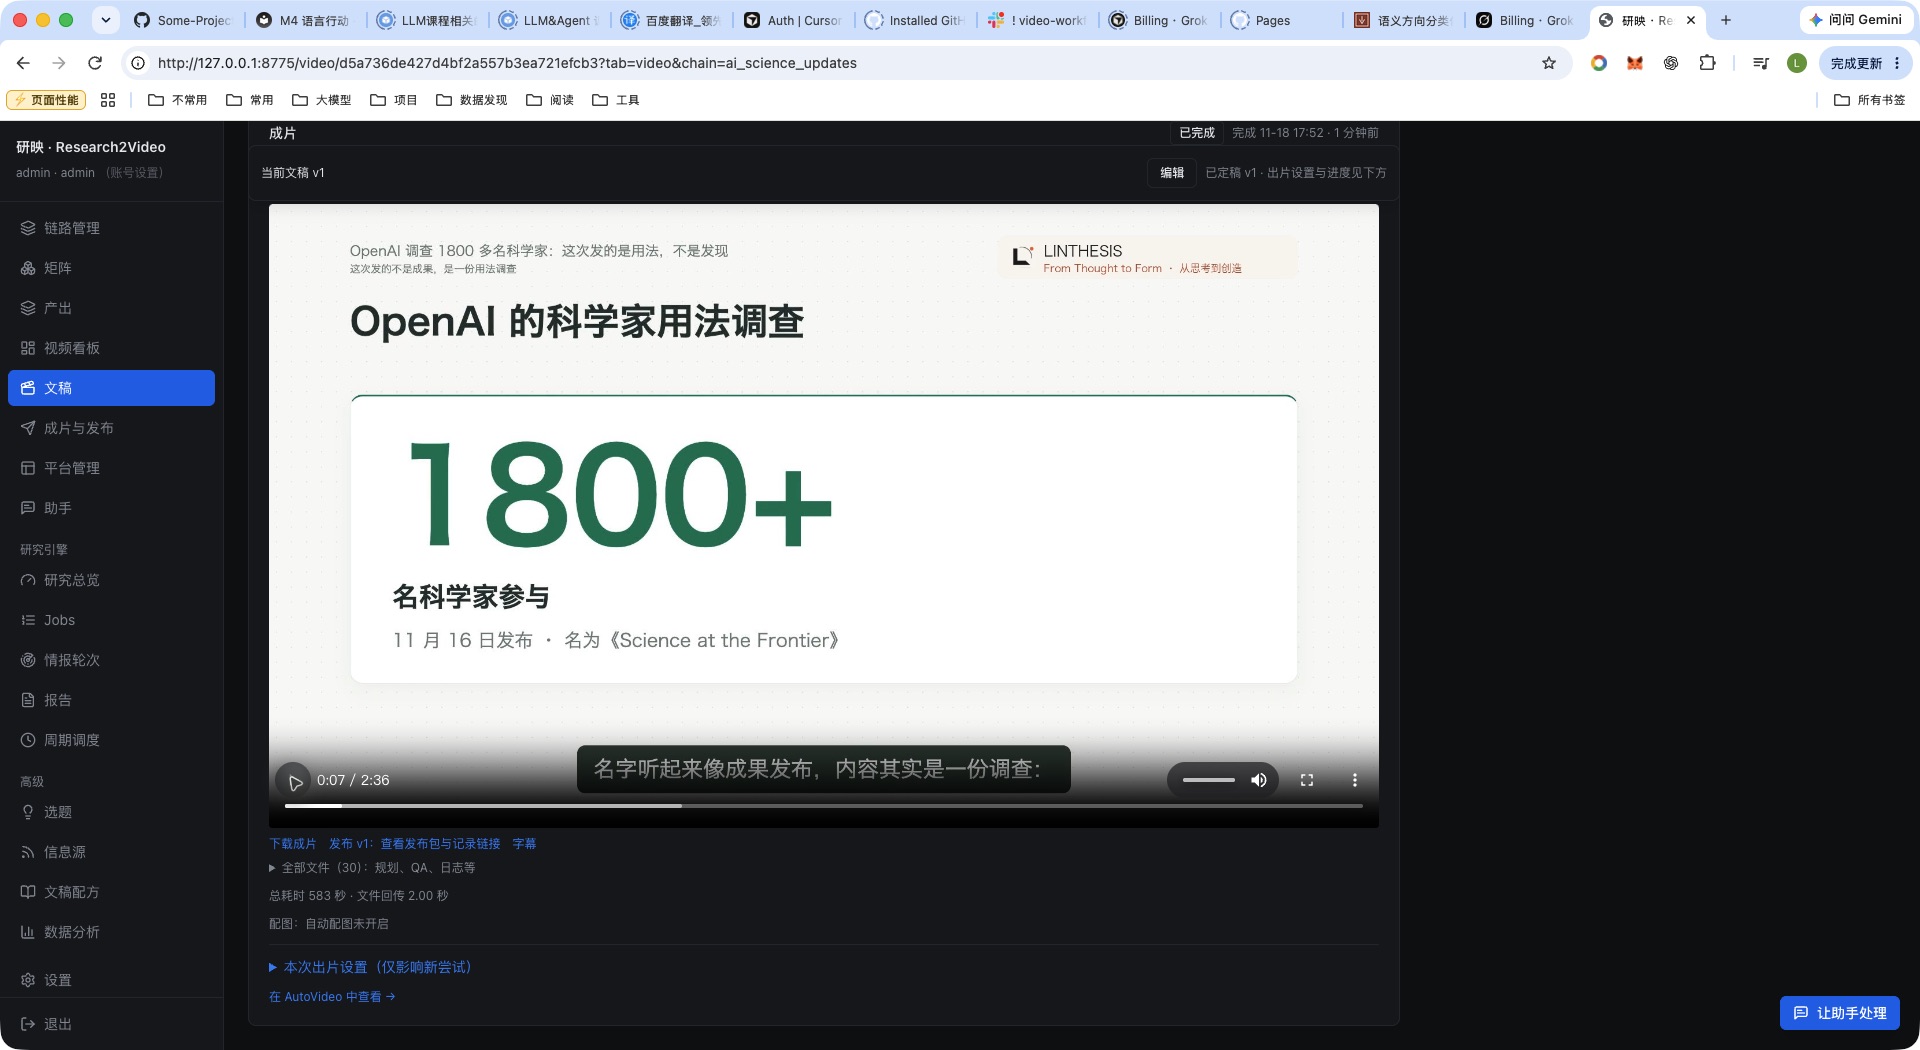 Some-Projec
M4 语言行动
LLM课程相关
LLM&Agent
百度翻译_领
Auth | Cursor
Installed GitH
! video-workf
Billing · Grok
Pages
语义方向分类
Billing · Grok
研映 · Re
问问 Gemini
http://127.0.0.1:8775/video/d5a736de427d4bf2a557b3ea721efcb3?tab=video&chain=ai_science_updates
L
完成更新
页面性能
不常用
常用
大模型
项目
数据发现
阅读
工具
所有书签
研映 · Research2Video
admin · admin (账号设置)
链路管理
矩阵
产出
视频看板
文稿
成片与发布
平台管理
助手
研究引擎
研究总览
Jobs
情报轮次
报告
周期调度
高级
选题
信息源
文稿配方
数据分析
设置
退出
成片
已完成
完成 11-18 17:52 · 1 分钟前
当前文稿 v1
编辑
已定稿 v1 · 出片设置与进度见下方
OpenAI 调查 1800 多名科学家：这次发的是用法，不是发现
这次发的不是成果，是一份用法调查
LINTHESIS
From Thought to Form · 从思考到创造
OpenAI 的科学家用法调查
1800+
名科学家参与
11 月 16 日发布 · 名为《Science at the Frontier》
名字听起来像成果发布，内容其实是一份调查：
0:07 / 2:36
下载成片 发布 v1：查看发布包与记录链接 字幕
全部文件（30）：规划、QA、日志等
总耗时 583 秒 · 文件回传 2.00 秒
配图：自动配图未开启
本次出片设置（仅影响新尝试）
在 AutoVideo 中查看 →
让助手处理